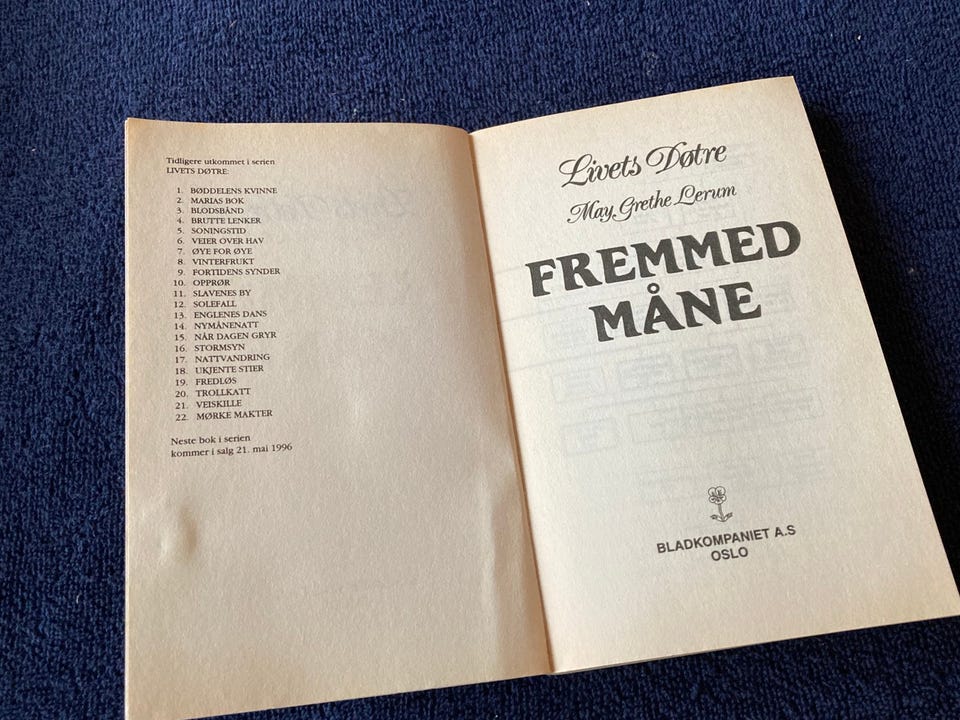 Tidligere utkommet i serien
LIVETS DØTRE:
1. BØDDELENS KVINNE
2. MARIAS BOK
3. BLODSBÅND
4. BRUTTE LENKER
5. SONINGSTID
6. VEIER OVER HAV
7. ØYE FOR ØYE
8. VINTERFRUKT
9. FORTIDENS SYNDER
10. OPPRØR
11. SLAVENES BY
12. SOLEFALL
13. ENGLENES DANS
14. NYMÅNENATT
15. NÅR DAGEN GRYR
16. STORMSYN
17. NATTVANDRING
18. UKJENTE STIER
19. FREDLØS
20. TROLLKATT
21. VEISKILLE
22. MØRKE MAKTER
Neste bok i serien
kommer i salg 21. mai 1996
Livets Døtre
May Grethe Lerum
FREMMED
MÅNE
BLADKOMPANIET A.S
OSLO